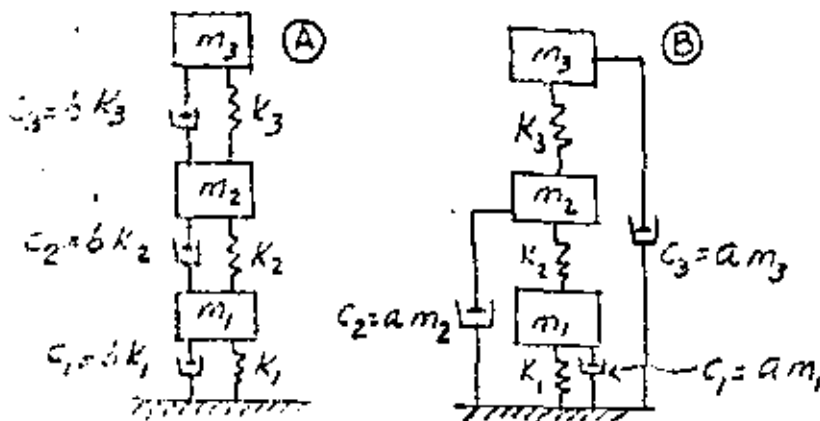 m3
A
c3 = b K3
K3
m2
c2 = b K2
K2
m1
c1 = b K1
K1
m3
B
K3
m2
K2
c3 = a m3
c2 = a m2
m1
K1
c1 = a m1